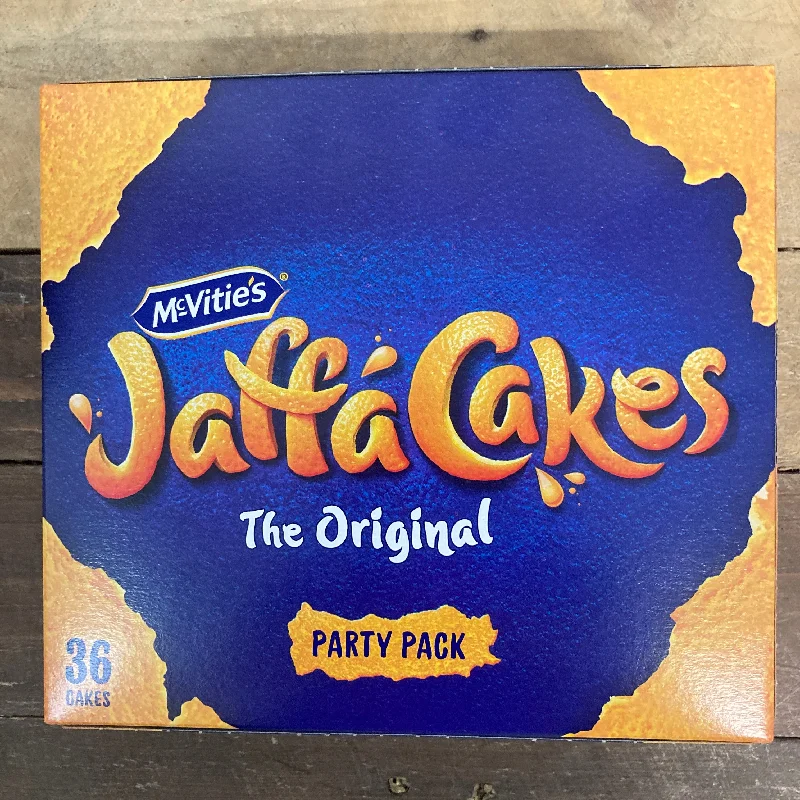 McVitie's®
Jaffa Cakes
The Original
PARTY PACK
36
CAKES